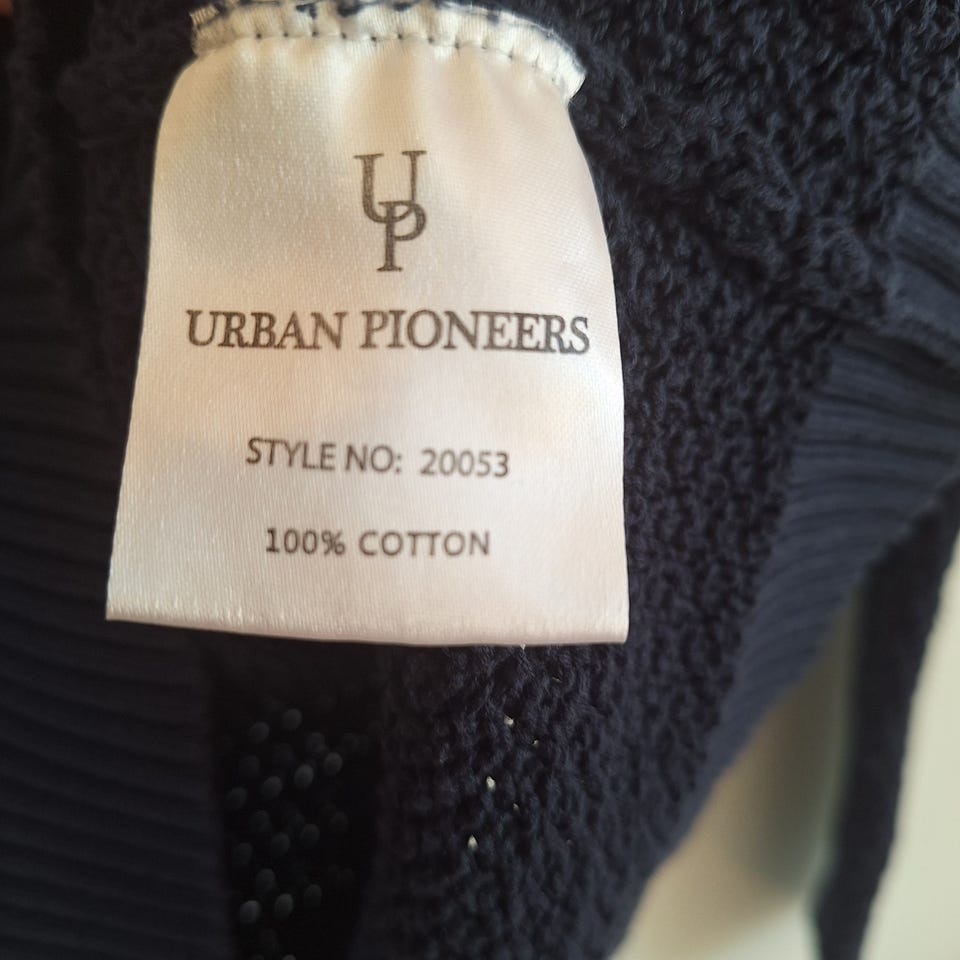 UP
URBAN PIONEERS
STYLE NO: 20053
100% COTTON